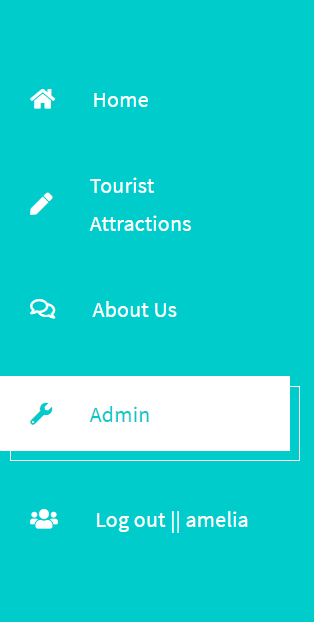 Home
Tourist
Attractions
About Us
Admin
Log out || amelia